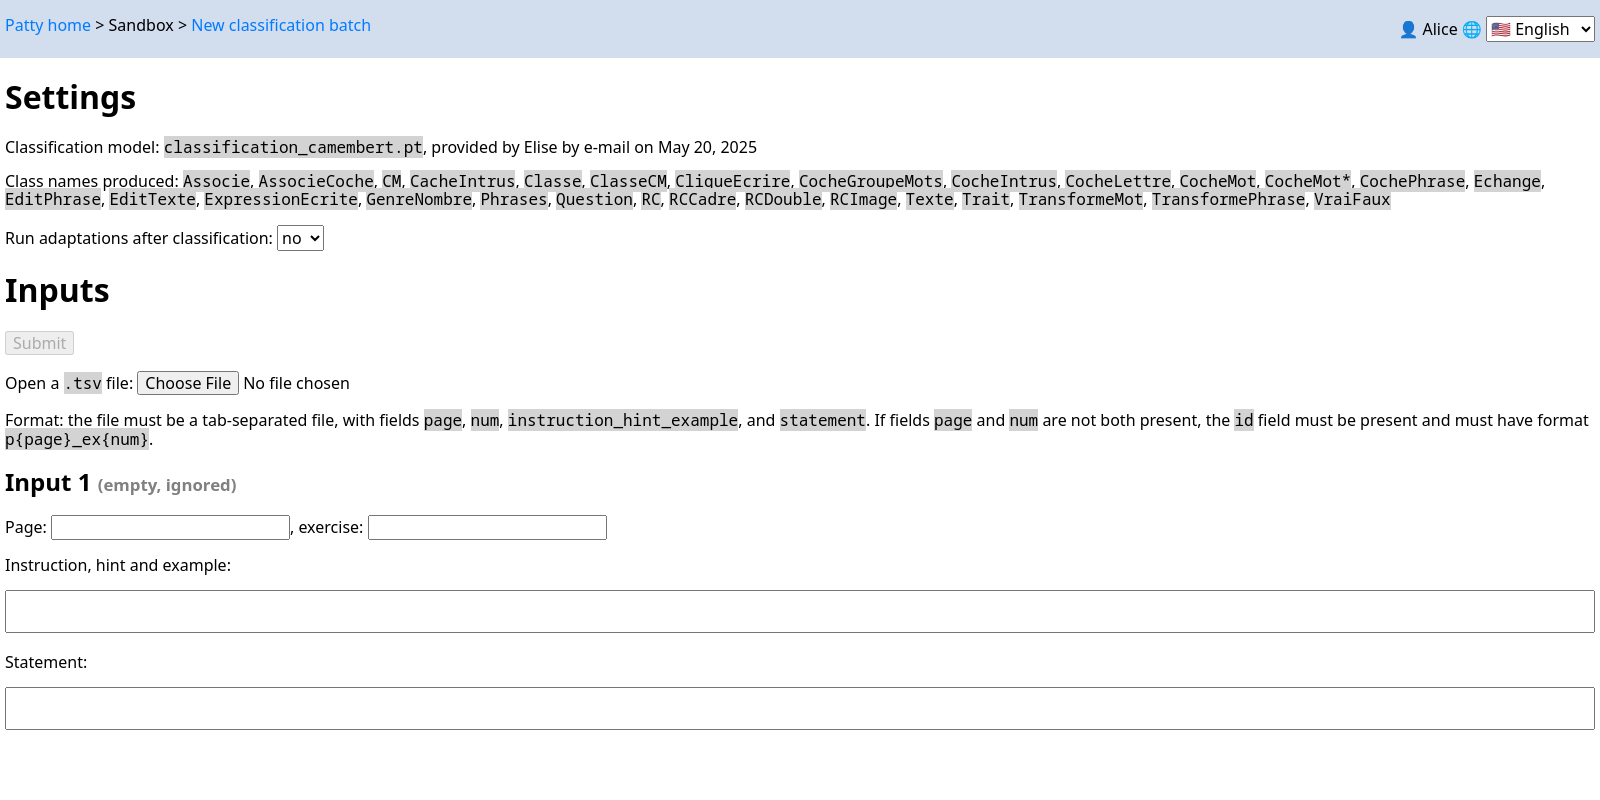 Patty home > Sandbox > New classification batch
👤 Alice 🌐 🇺🇸 English
Settings
Classification model: classification_camembert.pt, provided by Elise by e-mail on May 20, 2025
Class names produced: Associe, AssocieCoche, CM, CacheIntrus, Classe, ClasseCM, CliqueEcrire, CocheGroupeMots, CocheIntrus, CocheLettre, CocheMot, CocheMot*, CochePhrase, Echange,
EditPhrase, EditTexte, ExpressionEcrite, GenreNombre, Phrases, Question, RC, RCCadre, RCDouble, RCImage, Texte, Trait, TransformeMot, TransformePhrase, VraiFaux
Run adaptations after classification: no
Inputs
Submit
Open a .tsv file: Choose File No file chosen
Format: the file must be a tab-separated file, with fields page, num, instruction_hint_example, and statement. If fields page and num are not both present, the id field must be present and must have format
p{page}_ex{num}.
Input 1 (empty, ignored)
Page: , exercise:
Instruction, hint and example:
Statement: